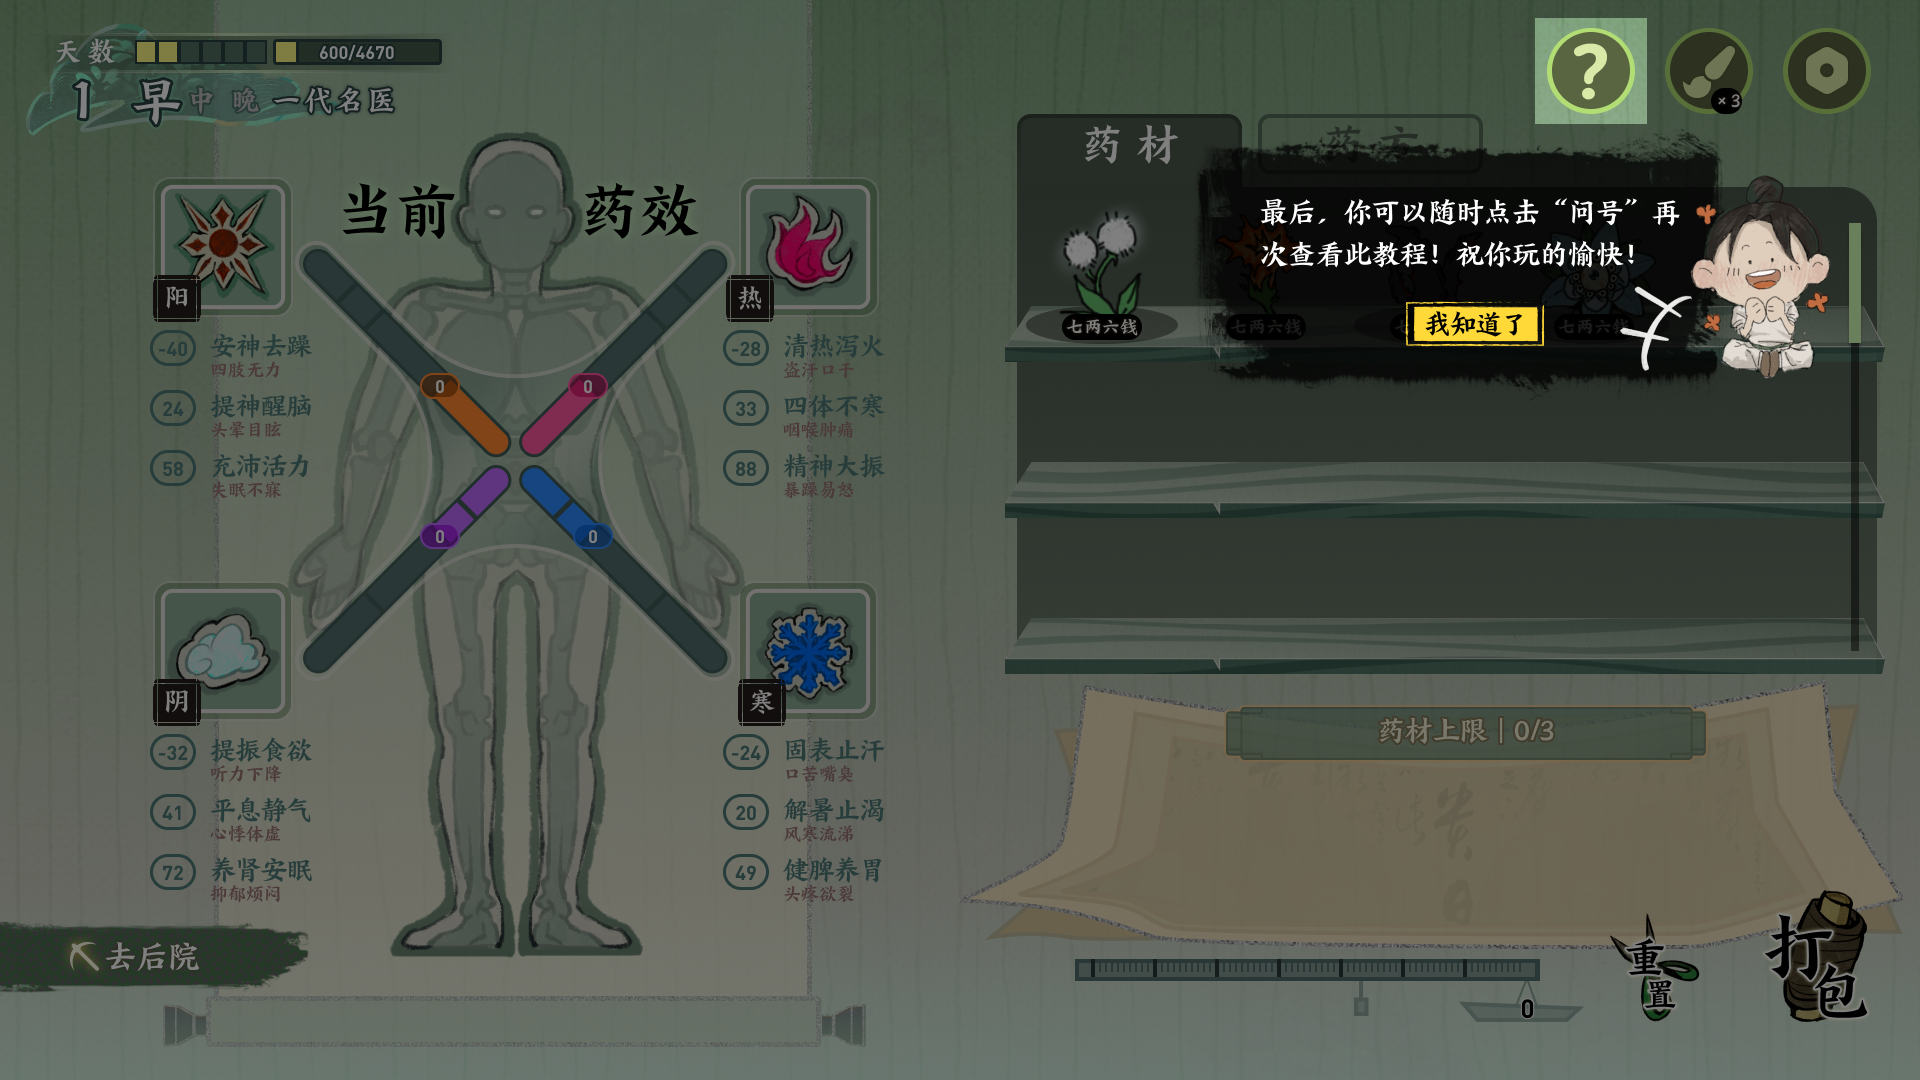 天数
600/4670
1 早 中 晚 一代名医
×3
当前 药效
阳
-40 安神去躁
四肢无力
24 提神醒脑
头晕目眩
58 充沛活力
失眠不寐
热
-28 清热泻火
盗汗口干
33 四体不寒
咽喉肿痛
88 精神大振
暴躁易怒
0
0
0
0
阴
-32 提振食欲
听力下降
41 平息静气
心悸体虚
72 养肾安眠
抑郁烦闷
寒
-24 固表止汗
口苦嘴臭
20 解暑止渴
风寒流涕
49 健脾养胃
头疼欲裂
去后院
药材
药方
最后，你可以随时点击“问号”再
次查看此教程！祝你玩的愉快！
我知道了
七两六钱
七两六钱
七两六钱
药材上限 | 0/3
0
重置
打包